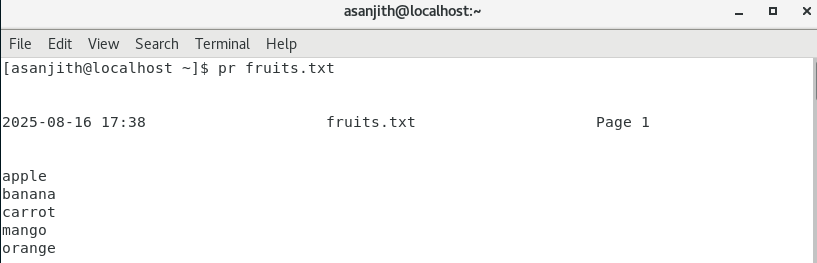 asanjith@localhost:~
File Edit View Search Terminal Help
[asanjith@localhost ~]$ pr fruits.txt
2025-08-16 17:38 fruits.txt Page 1
apple
banana
carrot
mango
orange